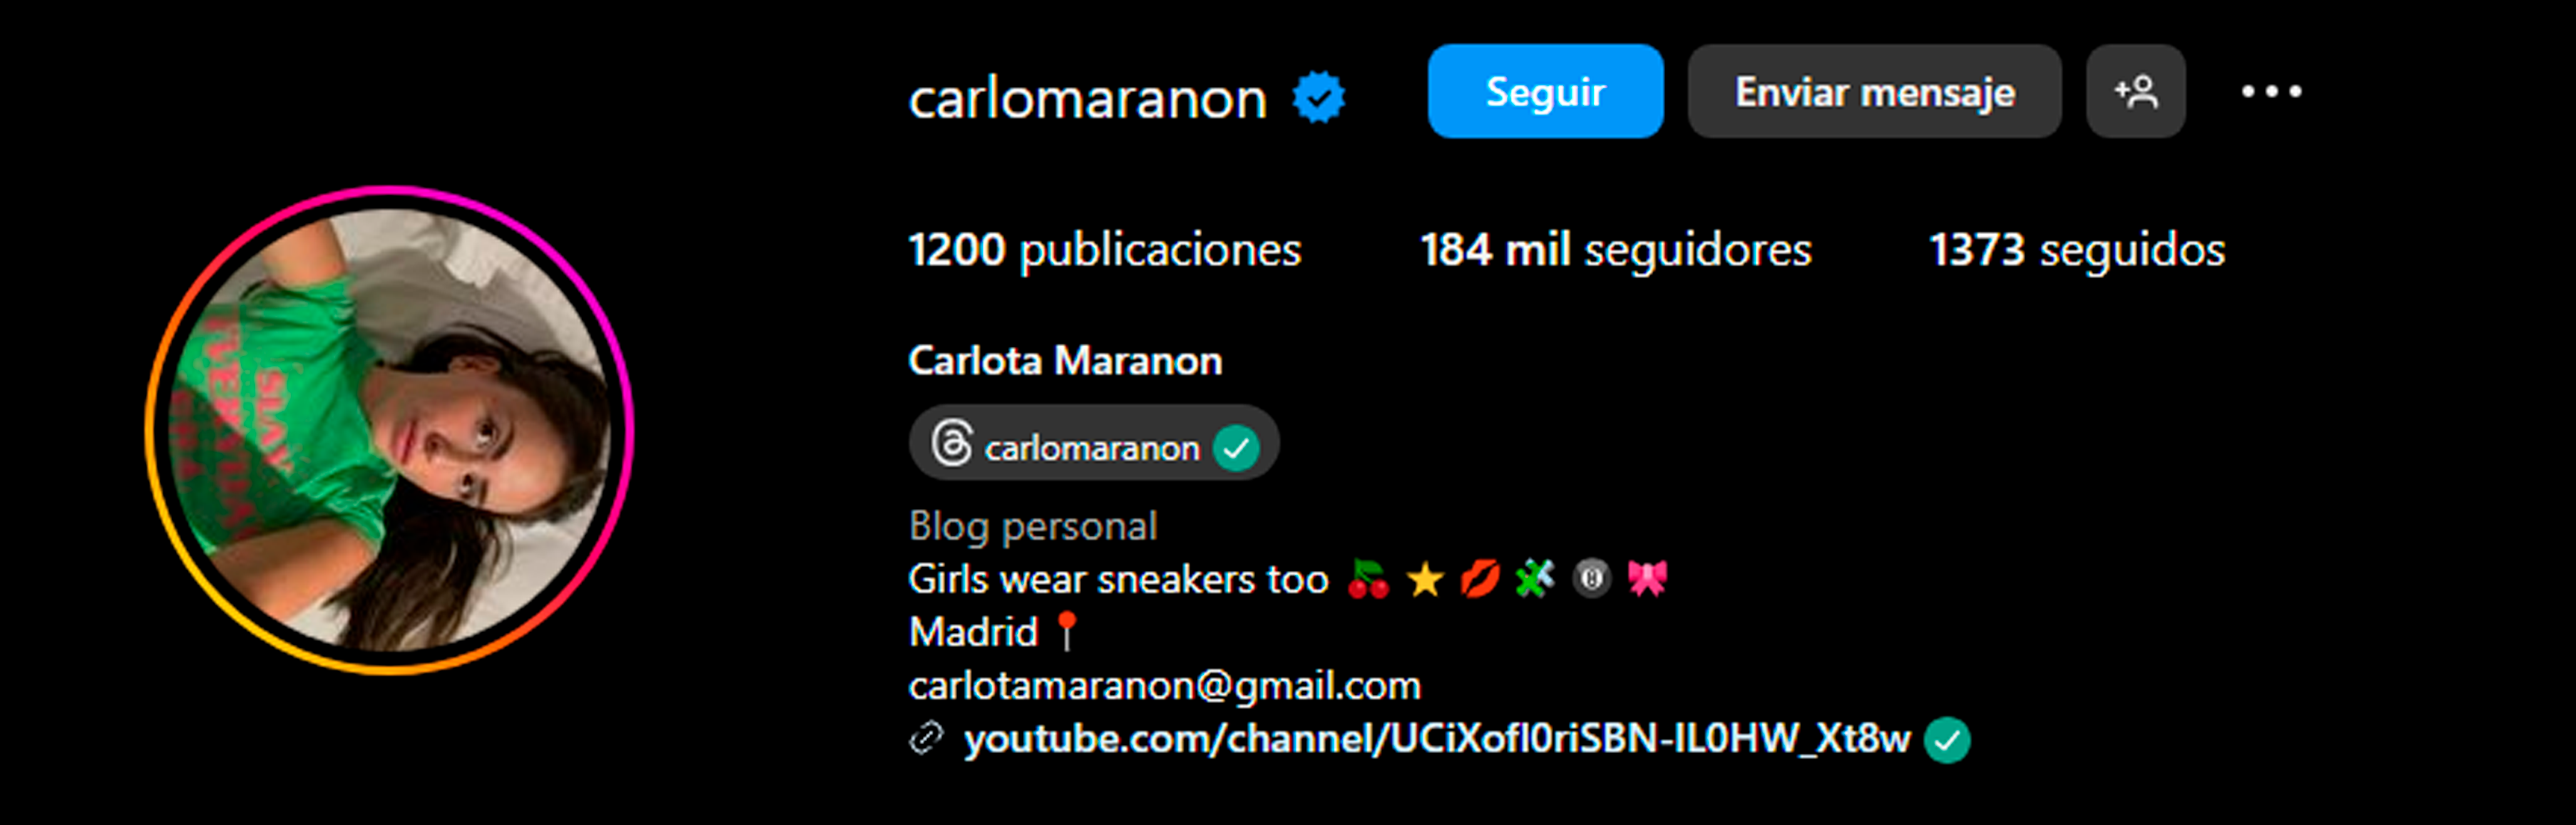 carlomaranon
Seguir
Enviar mensaje
1200 publicaciones
184 mil seguidores
1373 seguidos
Carlota Maranon
carlomaranon
Blog personal
Girls wear sneakers too 🍒 ⭐ 💋 🧩 🎱 🎀
Madrid 📍
carlotamaranon@gmail.com
youtube.com/channel/UCiXofI0riSBN-IL0HW_Xt8w